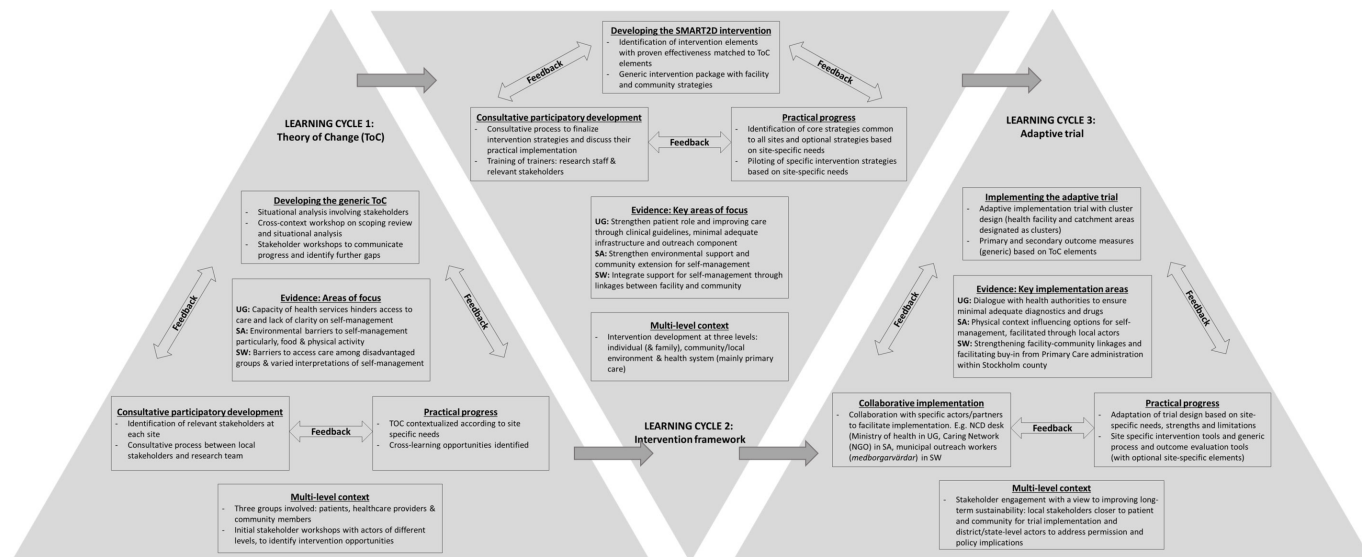 LEARNING CYCLE 1:
Theory of Change (ToC)
Developing the generic ToC
- Situational analysis involving stakeholders
- Cross-context workshop on scoping review
and situational analysis
- Stakeholder workshops to communicate
progress and identify further gaps
Feedback
Feedback
Evidence: Areas of focus
UG: Capacity of health services hinders access to
care and lack of clarity on self-management
SA: Environmental barriers to self-management
particularly, food & physical activity
SW: Barriers to access care among disadvantaged
groups & varied interpretations of self-management
Consultative participatory development
- Identification of relevant stakeholders at
each site
- Consultative process between local
stakeholders and research team
Feedback
Practical progress
- TOC contextualized according to site
specific needs
- Cross-learning opportunities identified
Multi-level context
- Three groups involved: patients, healthcare providers &
community members
- Initial stakeholder workshops with actors of different
levels, to identify intervention opportunities
Developing the SMART2D intervention
- Identification of intervention elements
with proven effectiveness matched to ToC
elements
- Generic intervention package with facility
and community strategies
Feedback
Feedback
Consultative participatory development
- Consultative process to finalize
intervention strategies and discuss their
practical implementation
- Training of trainers: research staff &
relevant stakeholders
Feedback
Practical progress
- Identification of core strategies common
to all sites and optional strategies based
on site-specific needs
- Piloting of specific intervention strategies
based on site-specific needs
Evidence: Key areas of focus
UG: Strengthen patient role and improving care
through clinical guidelines, minimal adequate
infrastructure and outreach component
SA: Strengthen environmental support and
community extension for self-management
SW: Integrate support for self-management through
linkages between facility and community
Multi-level context
- Intervention development at three levels:
individual (& family), community/local
environment & health system (mainly primary
care)
LEARNING CYCLE 2:
Intervention framework
LEARNING CYCLE 3:
Adaptive trial
Implementing the adaptive trial
- Adaptive implementation trial with cluster
design (health facility and catchment areas
designated as clusters)
- Primary and secondary outcome measures
(generic) based on ToC elements
Feedback
Feedback
Evidence: Key implementation areas
UG: Dialogue with health authorities to ensure
minimal adequate diagnostics and drugs
SA: Physical context influencing options for self-
management, facilitated through local actors
SW: Strengthening facility-community linkages and
facilitating buy-in from Primary Care administration
within Stockholm county
Collaborative implementation
- Collaboration with specific actors/partners
to facilitate implementation. E.g. NCD desk
(Ministry of health in UG, Caring Network
(NGO) in SA, municipal outreach workers
(medborgarvärdar) in SW
Feedback
Practical progress
- Adaptation of trial design based on site-
specific needs, strengths and limitations
- Site specific intervention tools and generic
process and outcome evaluation tools
(with optional site-specific elements)
Multi-level context
- Stakeholder engagement with a view to improving long-
term sustainability: local stakeholders closer to patient
and community for trial implementation and
district/state-level actors to address permission and
policy implications